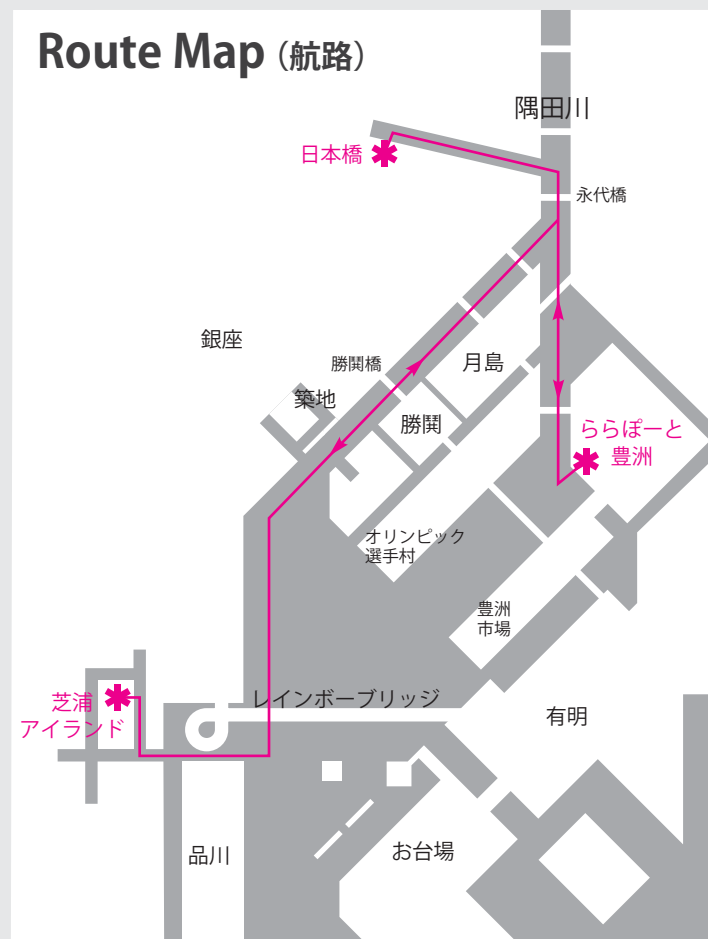 Route Map（航路）
隅田川
日本橋
永代橋
銀座
勝鬨橋
月島
築地
勝鬨
ららぽーと
豊洲
オリンピック
選手村
豊洲
市場
芝浦
アイランド
レインボーブリッジ
有明
品川
お台場